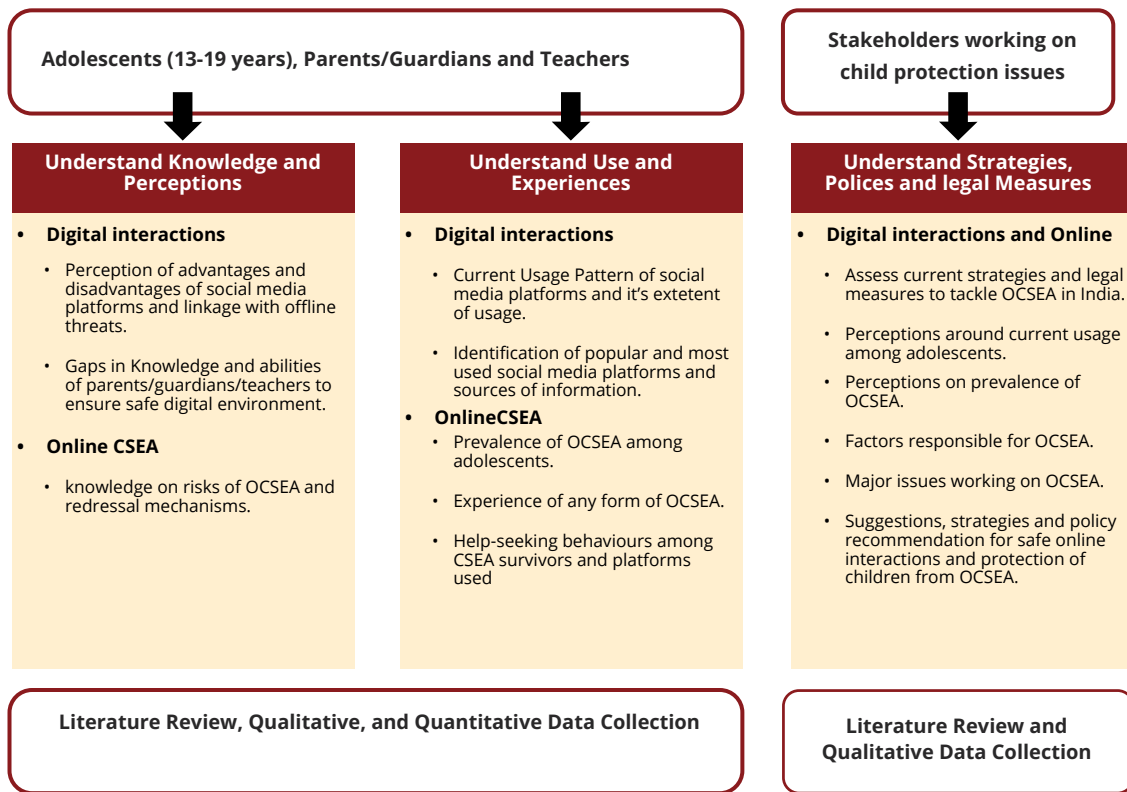 Adolescents (13-19 years), Parents/Guardians and Teachers
Stakeholders working on
child protection issues
Understand Knowledge and
Perceptions
• Digital interactions
• Perception of advantages and
disadvantages of social media
platforms and linkage with offline
threats.
• Gaps in Knowledge and abilities
of parents/guardians/teachers to
ensure safe digital environment.
• Online CSEA
• knowledge on risks of OCSEA and
redressal mechanisms.
Understand Use and
Experiences
• Digital interactions
• Current Usage Pattern of social
media platforms and it's extetent
of usage.
• Identification of popular and most
used social media platforms and
sources of information.
• OnlineCSEA
• Prevalence of OCSEA among
adolescents.
• Experience of any form of OCSEA.
• Help-seeking behaviours among
CSEA survivors and platforms
used
Understand Strategies,
Polices and legal Measures
• Digital interactions and Online
• Assess current strategies and legal
measures to tackle OCSEA in India.
• Perceptions around current usage
among adolescents.
• Perceptions on prevalence of
OCSEA.
• Factors responsible for OCSEA.
• Major issues working on OCSEA.
• Suggestions, strategies and policy
recommendation for safe online
interactions and protection of
children from OCSEA.
Literature Review, Qualitative, and Quantitative Data Collection
Literature Review and
Qualitative Data Collection